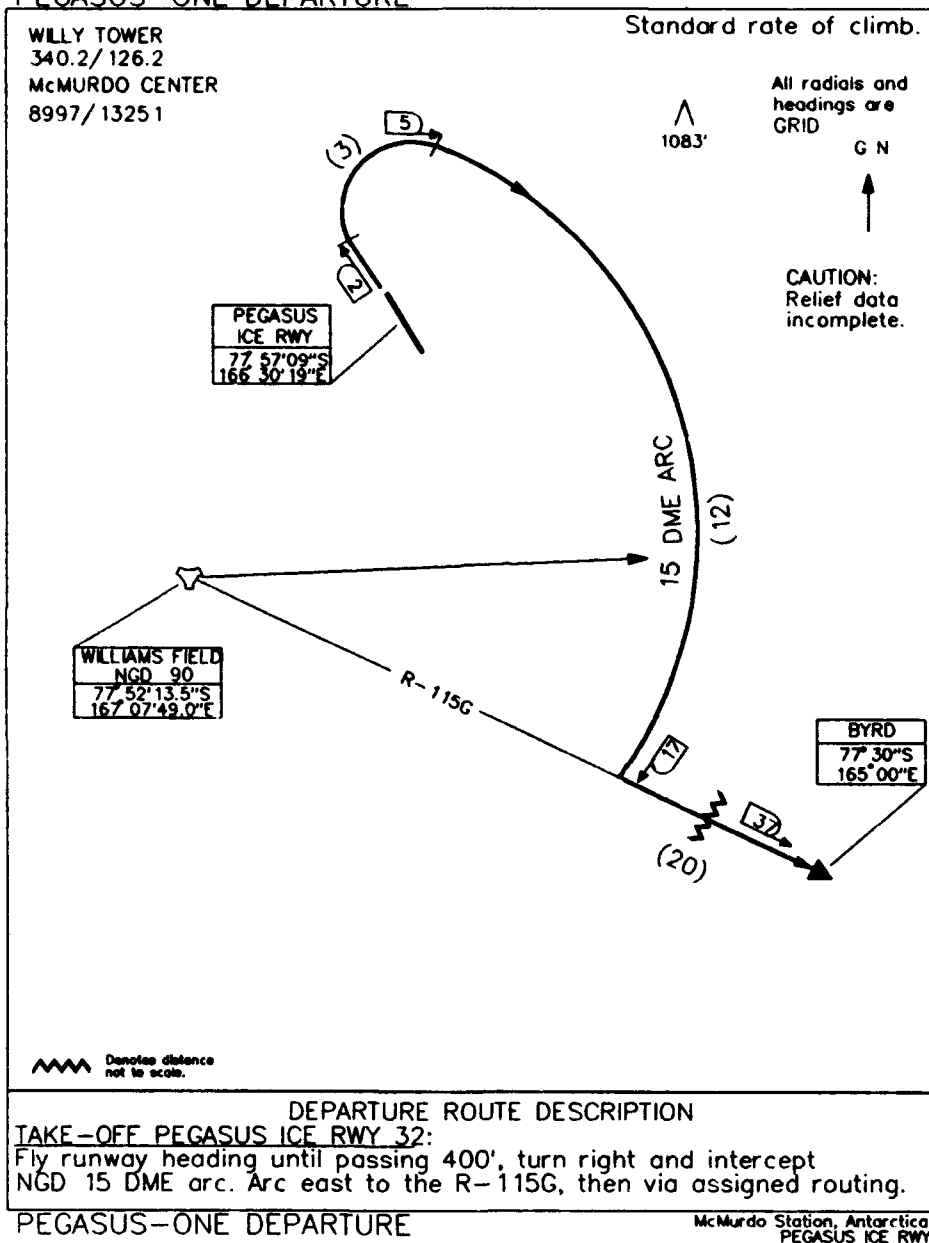 PEGASUS-ONE DEPARTURE
WILLY TOWER
340.2/126.2
McMURDO CENTER
8997/13251
Standard rate of climb.
All radials and
headings are
GRID
G N
1083'
CAUTION:
Relief data
incomplete.
5
(3)
2
PEGASUS
ICE RWY
77° 57'09"S
166° 30'19"E
15 DME ARC
(12)
WILLIAMS FIELD
NGD 90
77° 52'13.5"S
167° 07'49.0"E
R-115G
17
BYRD
77° 30"S
165° 00"E
37
(20)
Denotes distance
not to scale.
DEPARTURE ROUTE DESCRIPTION
TAKE-OFF PEGASUS ICE RWY 32:
Fly runway heading until passing 400', turn right and intercept
NGD 15 DME arc. Arc east to the R-115G, then via assigned routing.
PEGASUS-ONE DEPARTURE
McMurdo Station, Antarctica
PEGASUS ICE RWY